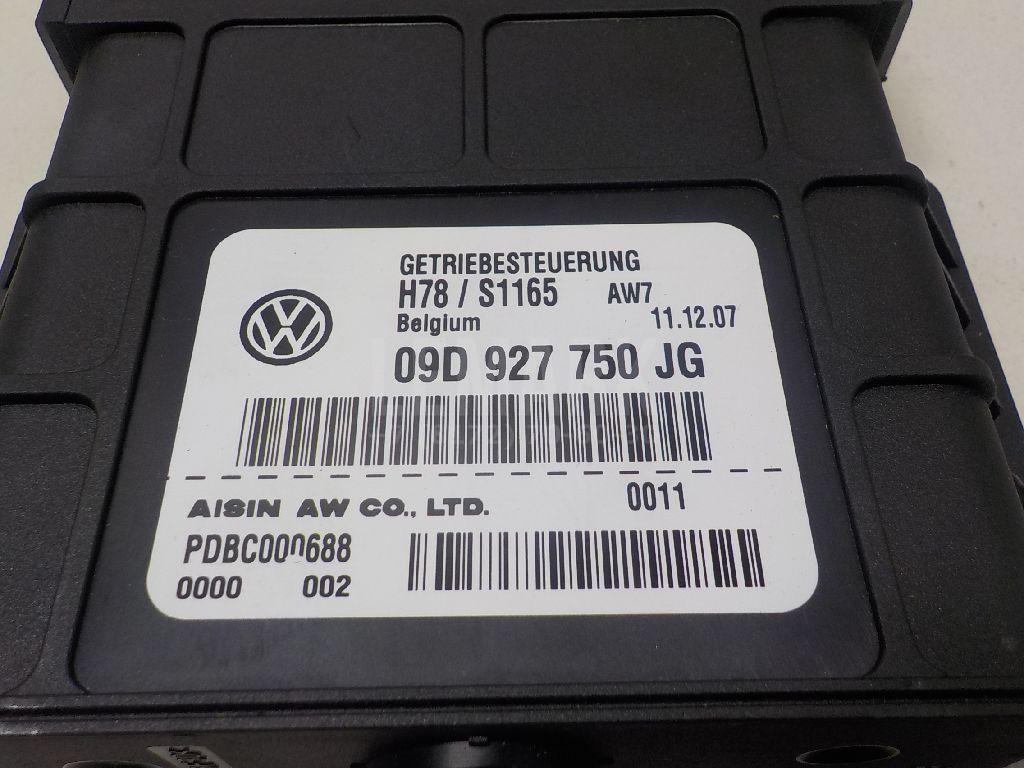 GETRIEBESTEUERUNG
H78 / S1165 AW7
Belgium 11.12.07
09D 927 750 JG
0011
AISIN AW CO., LTD.
PDBC000688
0000 002